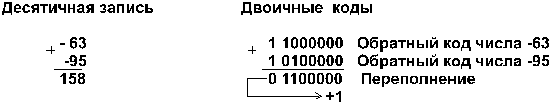 Десятичная запись Двоичные коды
+ - 63 + 1 1000000 Обратный код числа -63
-95 1 0100000 Обратный код числа -95
158 0 1100000 Переполнение
+1